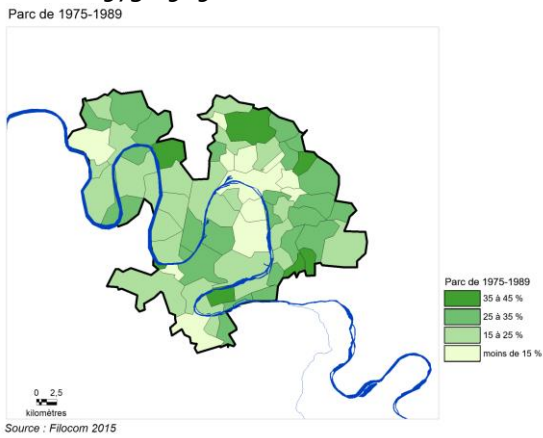 Parc de 1975-1989
Parc de 1975-1989
35 à 45 %
25 à 35 %
15 à 25 %
moins de 15 %
0 2,5
kilomètres
Source : Filocom 2015